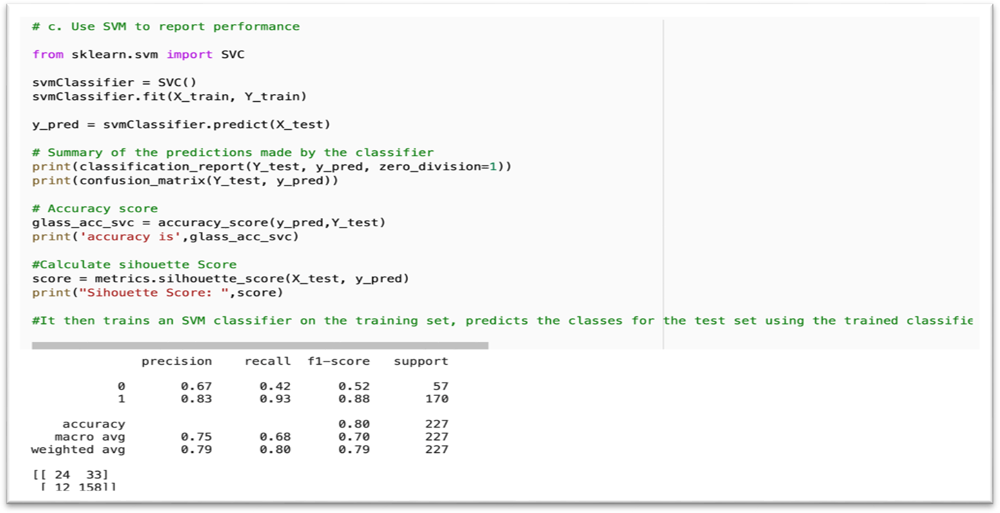 # c. Use SVM to report performance
from sklearn.svm import SVC
svmClassifier = SVC()
svmClassifier.fit(X_train, Y_train)
y_pred = svmClassifier.predict(X_test)
# Summary of the predictions made by the classifier
print(classification_report(Y_test, y_pred, zero_division=1))
print(confusion_matrix(Y_test, y_pred))
# Accuracy score
glass_acc_svc = accuracy_score(y_pred,Y_test)
print('accuracy is',glass_acc_svc)
#Calculate sihouette Score
score = metrics.silhouette_score(X_test, y_pred)
print("Sihouette Score: ",score)
#It then trains an SVM classifier on the training set, predicts the classes for the test set using the trained classifie
precision recall f1-score support
0 0.67 0.42 0.52 57
1 0.83 0.93 0.88 170
accuracy 0.80 227
macro avg 0.75 0.68 0.70 227
weighted avg 0.79 0.80 0.79 227
[[ 24 33]
[ 12 158]]